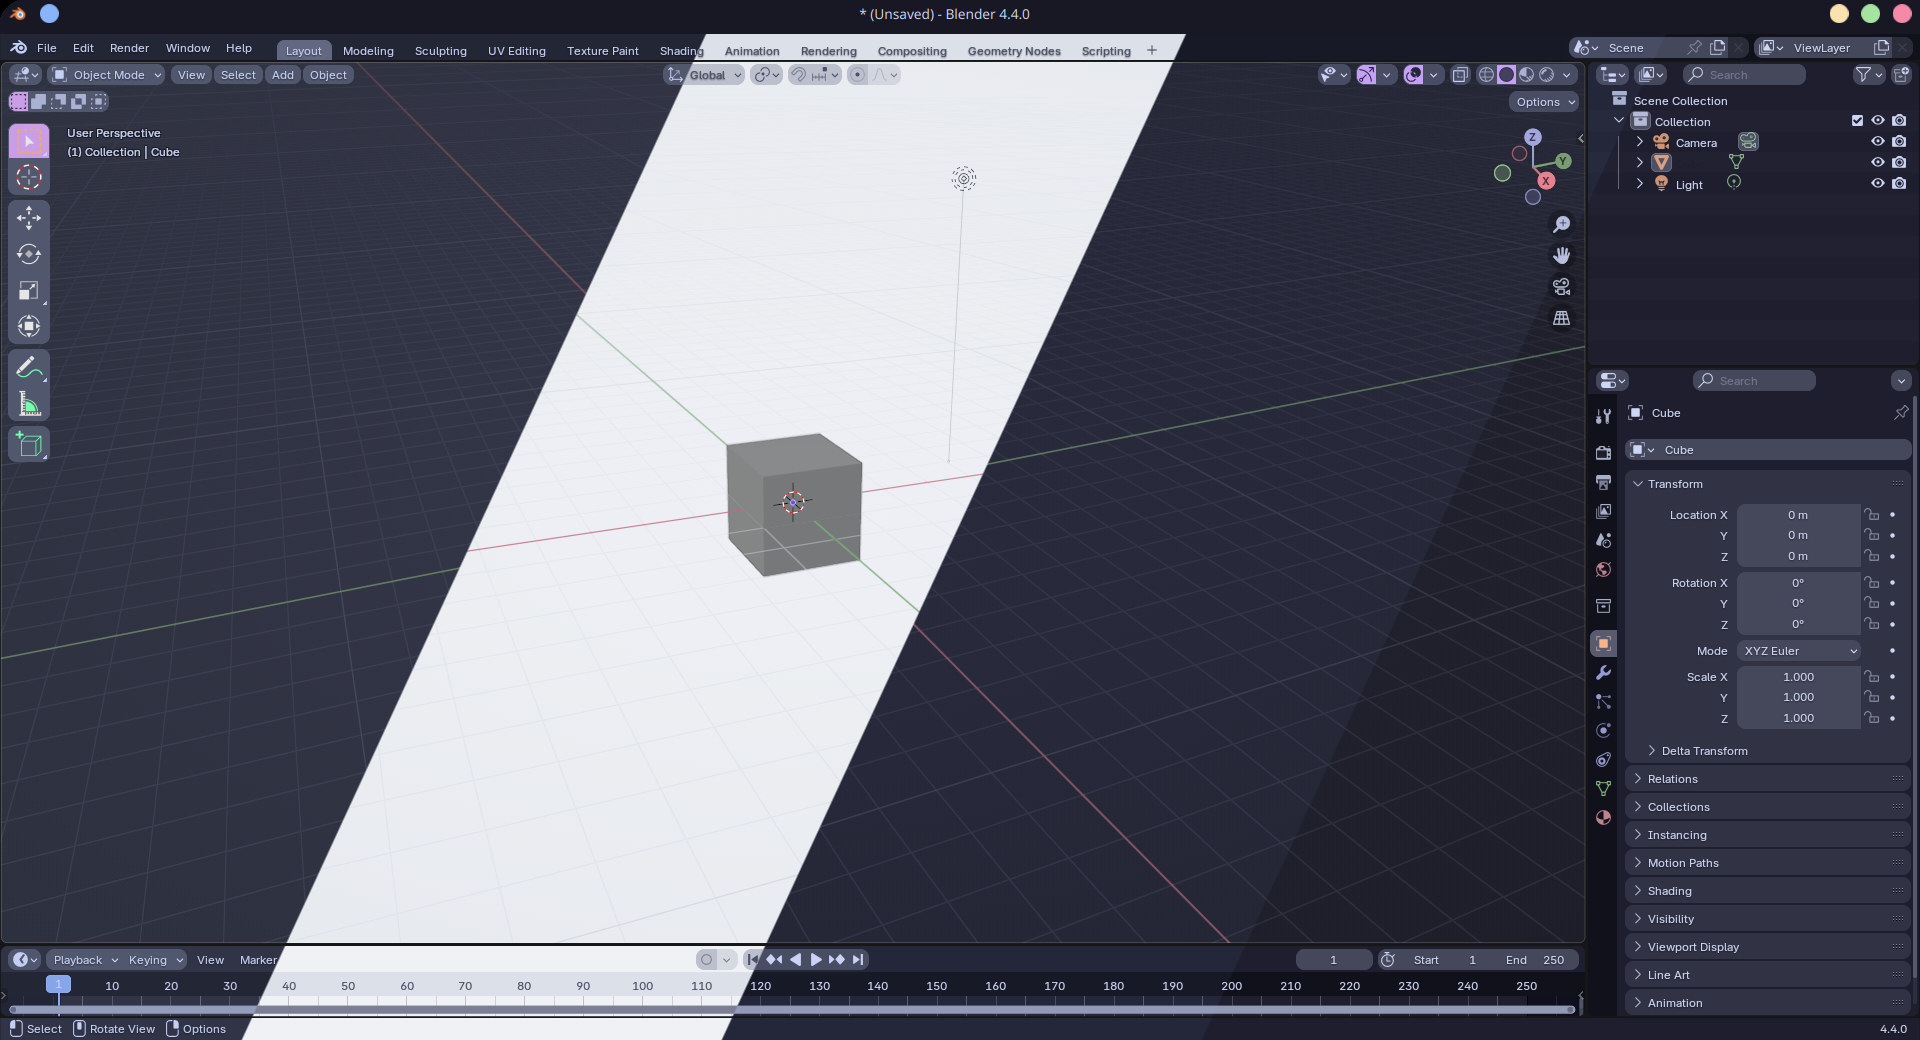 * (Unsaved) - Blender 4.4.0
File Edit Render Window Help Layout Modeling Sculpting UV Editing Texture Paint Shading Animation Rendering Compositing Geometry Nodes Scripting + Scene ViewLayer
Object Mode View Select Add Object Global Search
Options
User Perspective
(1) Collection | Cube
Z
Y
X
Scene Collection
Collection
Camera
Light
Search
Cube
Cube
Transform
Location X 0 m
Y 0 m
Z 0 m
Rotation X 0°
Y 0°
Z 0°
Mode XYZ Euler
Scale X 1.000
Y 1.000
Z 1.000
Delta Transform
Relations
Collections
Instancing
Motion Paths
Shading
Visibility
Viewport Display
Line Art
Animation
Playback Keying View Marker 1 Start 1 End 250
1 10 20 30 40 50 60 70 80 90 100 110 120 130 140 150 160 170 180 190 200 210 220 230 240 250
Select Rotate View Options 4.4.0